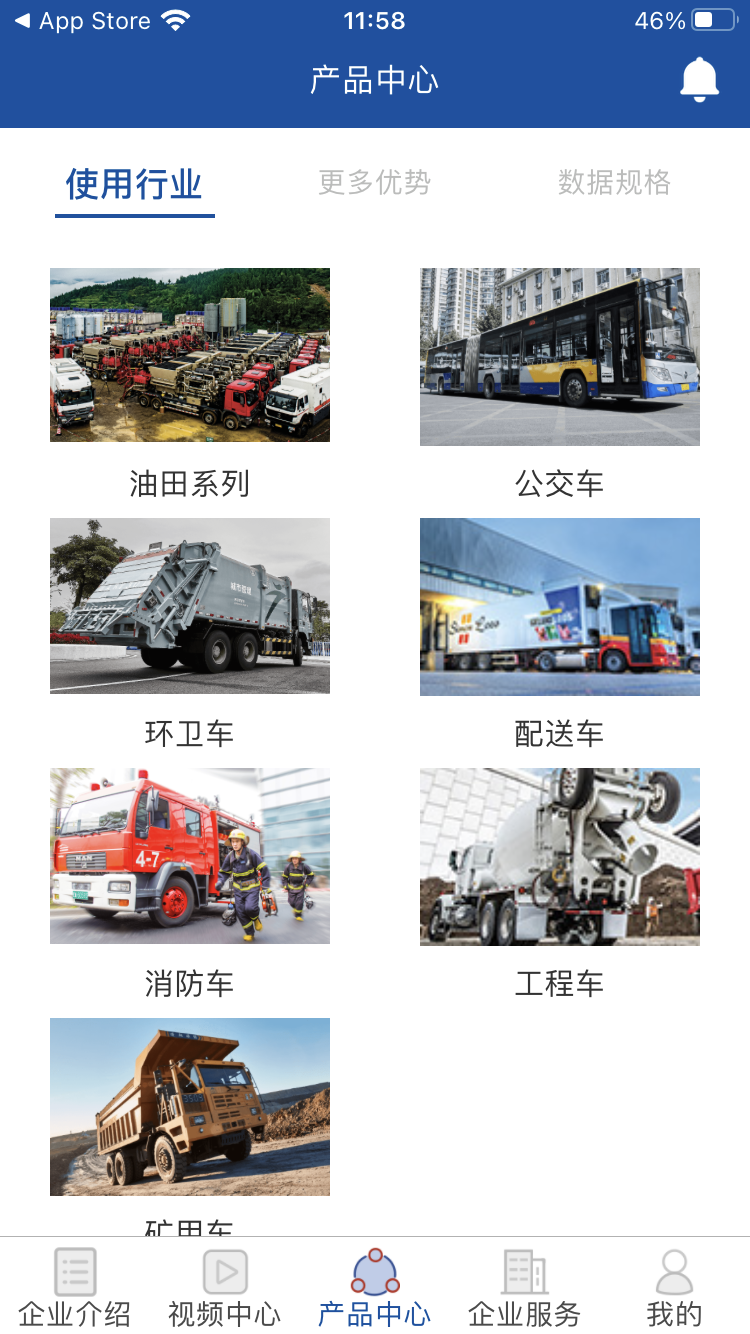 App Store
11:58
46%
产品中心
使用行业
更多优势
数据规格
油田系列
公交车
环卫车
配送车
4-7
消防车
工程车
矿用车
企业介绍
视频中心
产品中心
企业服务
我的